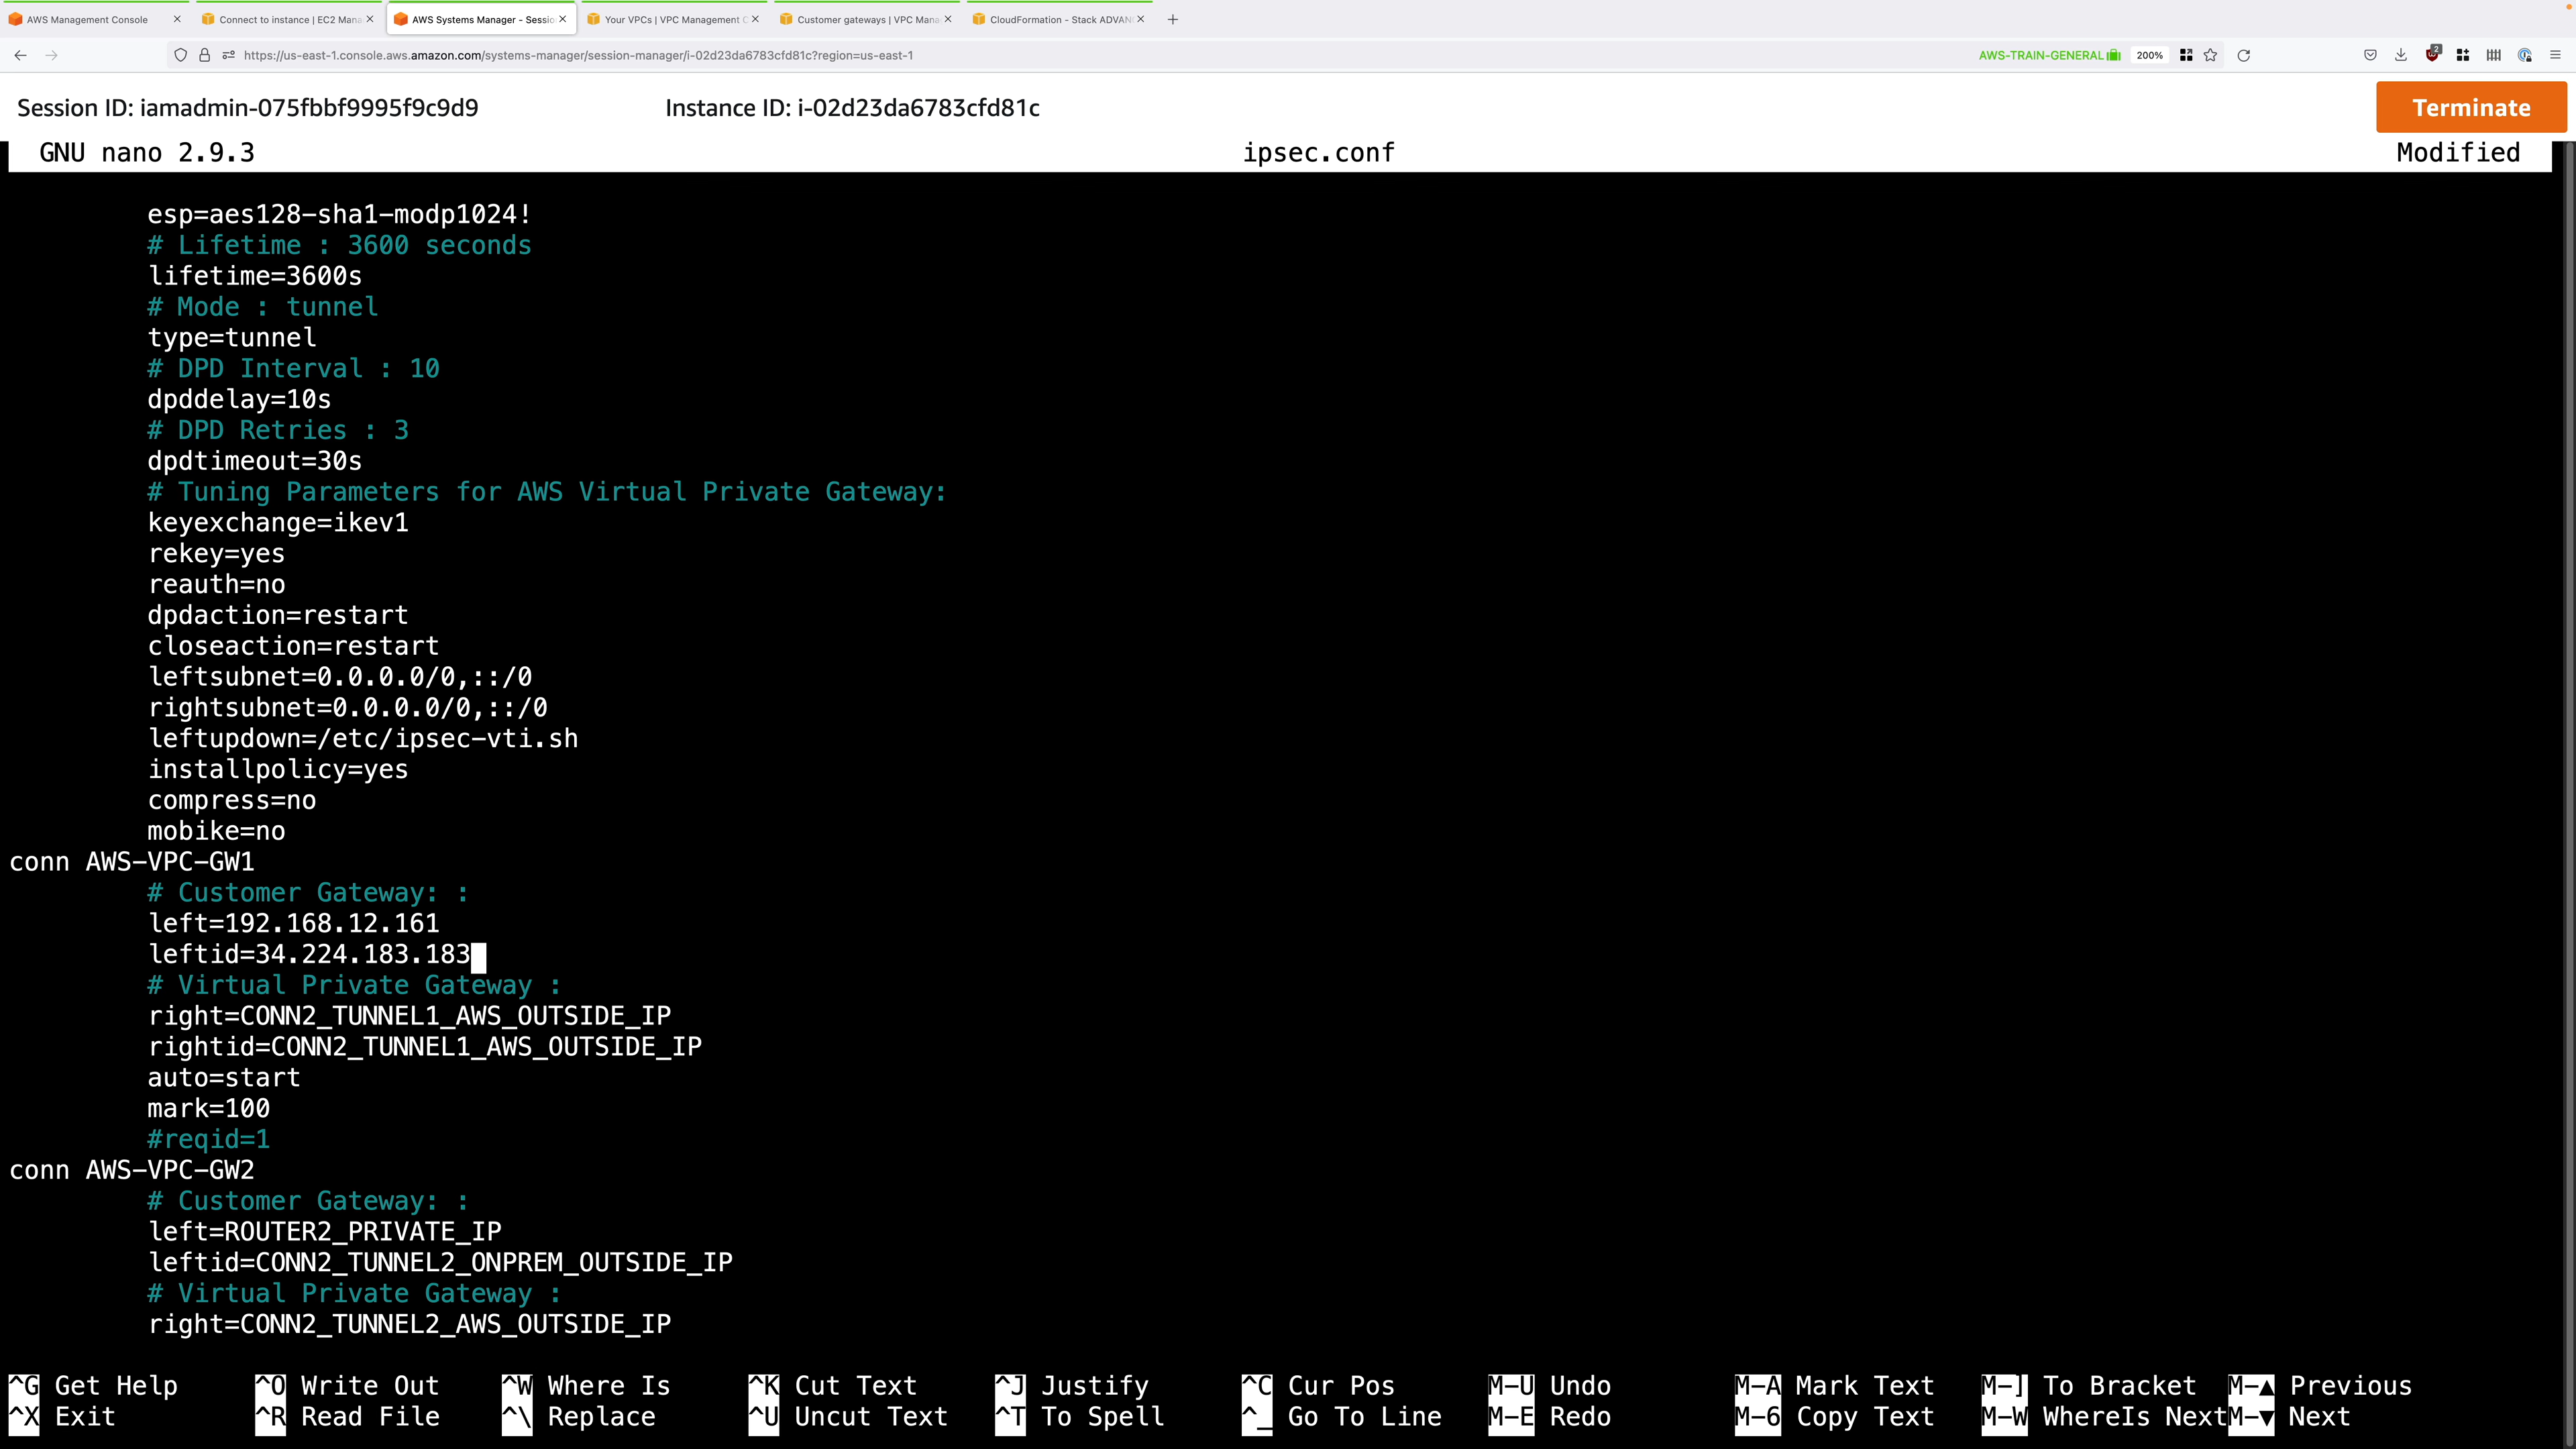 AWS Management Console
Connect to instance | EC2 Mana
AWS Systems Manager - Sessio
Your VPCs | VPC Management C
Customer gateways | VPC Mana
CloudFormation - Stack ADVAN
https://us-east-1.console.aws.amazon.com/systems-manager/session-manager/i-02d23da6783cfd81c?region=us-east-1
AWS-TRAIN-GENERAL
200%
2
Session ID: iamadmin-075fbbf9995f9c9d9
Instance ID: i-02d23da6783cfd81c
Terminate
GNU nano 2.9.3
ipsec.conf
Modified
esp=aes128-sha1-modp1024!
# Lifetime : 3600 seconds
lifetime=3600s
# Mode : tunnel
type=tunnel
# DPD Interval : 10
dpddelay=10s
# DPD Retries : 3
dpdtimeout=30s
# Tuning Parameters for AWS Virtual Private Gateway:
keyexchange=ikev1
rekey=yes
reauth=no
dpdaction=restart
closeaction=restart
leftsubnet=0.0.0.0/0,::/0
rightsubnet=0.0.0.0/0,::/0
leftupdown=/etc/ipsec-vti.sh
installpolicy=yes
compress=no
mobike=no
conn AWS-VPC-GW1
# Customer Gateway: :
left=192.168.12.161
leftid=34.224.183.183
# Virtual Private Gateway :
right=CONN2_TUNNEL1_AWS_OUTSIDE_IP
rightid=CONN2_TUNNEL1_AWS_OUTSIDE_IP
auto=start
mark=100
#reqid=1
conn AWS-VPC-GW2
# Customer Gateway: :
left=ROUTER2_PRIVATE_IP
leftid=CONN2_TUNNEL2_ONPREM_OUTSIDE_IP
# Virtual Private Gateway :
right=CONN2_TUNNEL2_AWS_OUTSIDE_IP
^G Get Help ^O Write Out ^W Where Is ^K Cut Text ^J Justify ^C Cur Pos M-U Undo M-A Mark Text M-] To Bracket M-▲ Previous
^X Exit ^R Read File ^\ Replace ^U Uncut Text ^T To Spell ^_ Go To Line M-E Redo M-6 Copy Text M-W WhereIs Next M-▼ Next